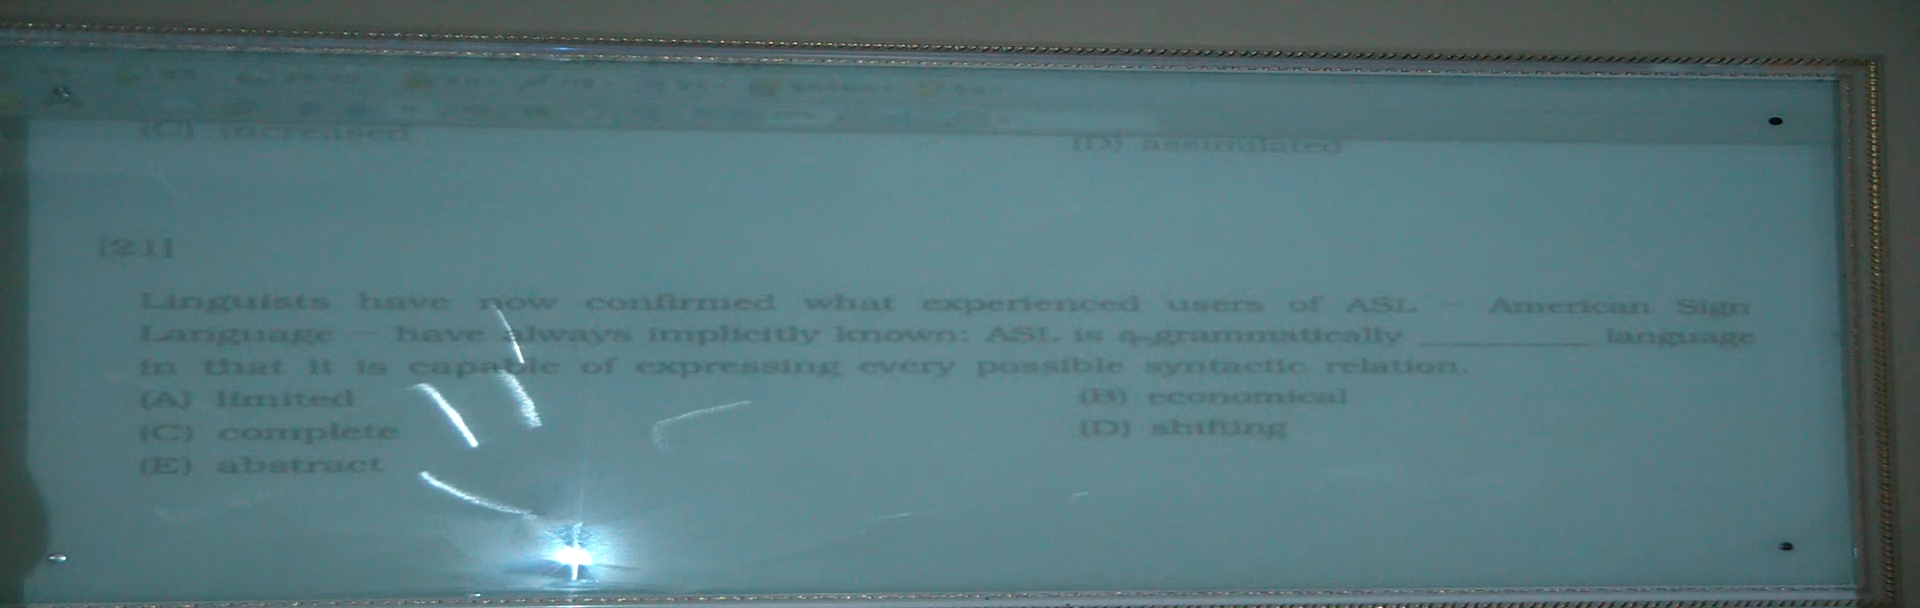 (C) increased
(D) assimilated
[21]
Linguists have now confirmed what experienced users of ASL – American Sign
Language – have always implicitly known: ASL is a grammatically __________ language
in that it is capable of expressing every possible syntactic relation.
(A) limited
(B) economical
(C) complete
(D) shifting
(E) abstract